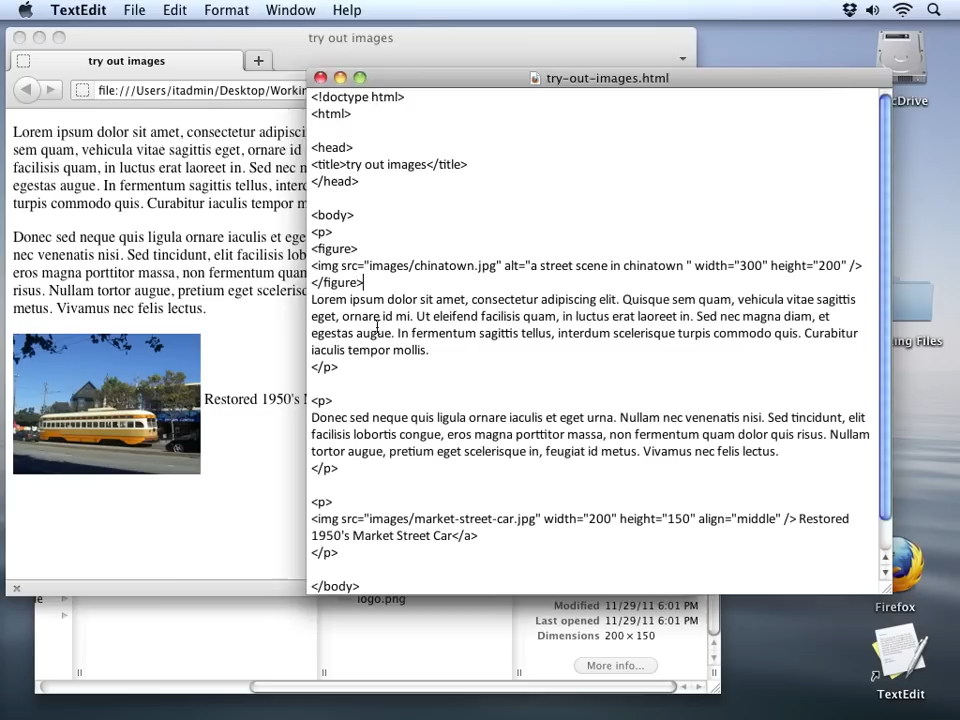 TextEdit File Edit Format Window Help
try out images
try out images
file:///Users/itadmin/Desktop/Workin
Lorem ipsum dolor sit amet, consectetur adipisci
sem quam, vehicula vitae sagittis eget, ornare id
facilisis quam, in luctus erat laoreet in. Sed nec m
egestas augue. In fermentum sagittis tellus, interd
turpis commodo quis. Curabitur iaculis tempor m
Donec sed neque quis ligula ornare iaculis et ege
nec venenatis nisi. Sed tincidunt, elit facilisis lob
eros magna porttitor massa, non fermentum quan
risus. Nullam tortor augue, pretium eget scelerisq
metus. Vivamus nec felis lectus.
Restored 1950's
try-out-images.html
<!doctype html>
<html>
<head>
<title>try out images</title>
</head>
<body>
<p>
<figure>
<img src="images/chinatown.jpg" alt="a street scene in chinatown " width="300" height="200" />
</figure>
Lorem ipsum dolor sit amet, consectetur adipiscing elit. Quisque sem quam, vehicula vitae sagittis
eget, ornare id mi. Ut eleifend facilisis quam, in luctus erat laoreet in. Sed nec magna diam, et
egestas augue. In fermentum sagittis tellus, interdum scelerisque turpis commodo quis. Curabitur
iaculis tempor mollis.
</p>
<p>
Donec sed neque quis ligula ornare iaculis et eget urna. Nullam nec venenatis nisi. Sed tincidunt, elit
facilisis lobortis congue, eros magna porttitor massa, non fermentum quam dolor quis risus. Nullam
tortor augue, pretium eget scelerisque in, feugiat id metus. Vivamus nec felis lectus.
</p>
<p>
<img src="images/market-street-car.jpg" width="200" height="150" align="middle" /> Restored
1950's Market Street Car</a>
</p>
</body>
logo.png
Modified 11/29/11 6:01 PM
Last opened 11/29/11 6:01 PM
Dimensions 200 × 150
More info...
cDrive
ing Files
Firefox
TextEdit